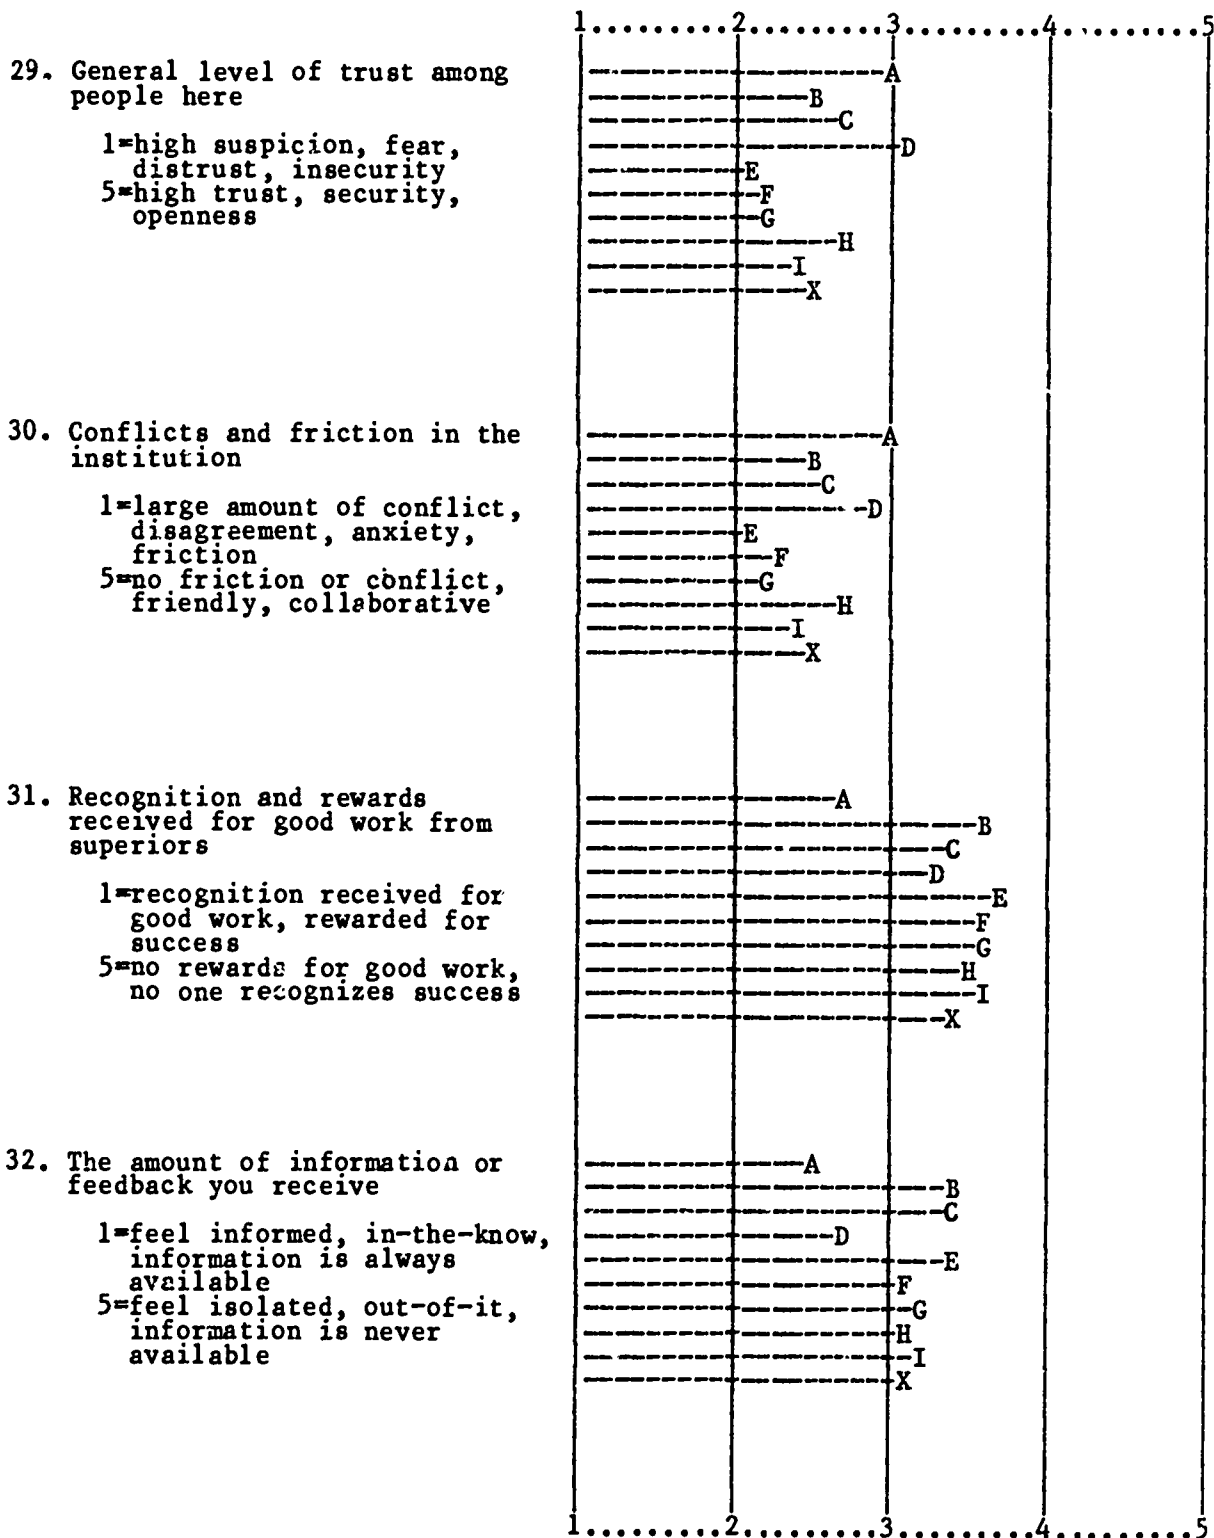 1.........2.........3.........4.........5
29. General level of trust among
people here
1=high suspicion, fear,
distrust, insecurity
5=high trust, security,
openness
-------------------A
--------------B
----------------C
--------------------D
----------E
-----------F
-----------G
----------------H
-------------I
--------------X
30. Conflicts and friction in the
institution
1=large amount of conflict,
disagreement, anxiety,
friction
5=no friction or conflict,
friendly, collaborative
-------------------A
--------------B
---------------C
------------------D
----------E
------------F
-----------G
----------------H
-------------I
--------------X
31. Recognition and rewards
received for good work from
superiors
1=recognition received for
good work, rewarded for
success
5=no rewards for good work,
no one recognizes success
----------------A
-------------------------B
-----------------------C
----------------------D
--------------------------E
-------------------------F
-------------------------G
------------------------H
-------------------------I
-----------------------X
32. The amount of information or
feedback you receive
1=feel informed, in-the-know,
information is always
available
5=feel isolated, out-of-it,
information is never
available
--------------A
-----------------------B
-----------------------C
----------------D
-----------------------E
--------------------F
---------------------G
--------------------H
---------------------I
--------------------X
1.........2.........3.........4.........5